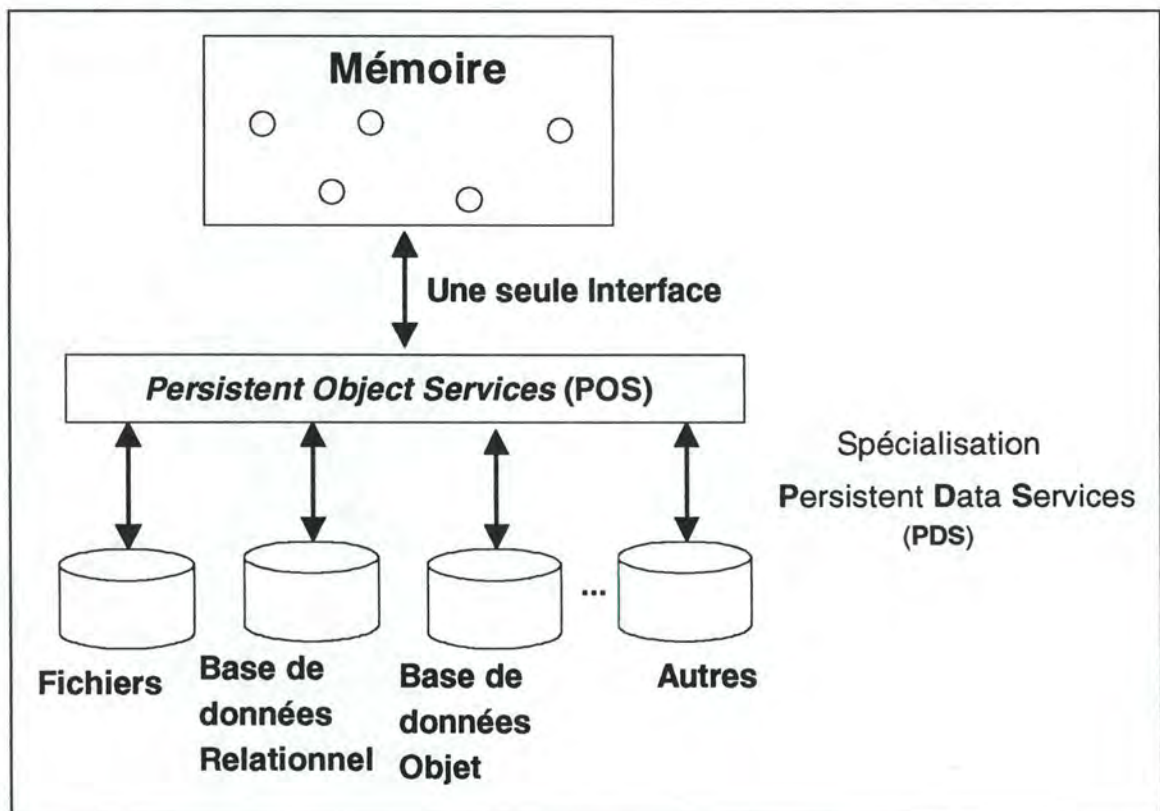 Mémoire
Une seule Interface
Persistent Object Services (POS)
Spécialisation
Persistent Data Services
(PDS)
...
Fichiers
Base de
données
Relationnel
Base de
données
Objet
Autres